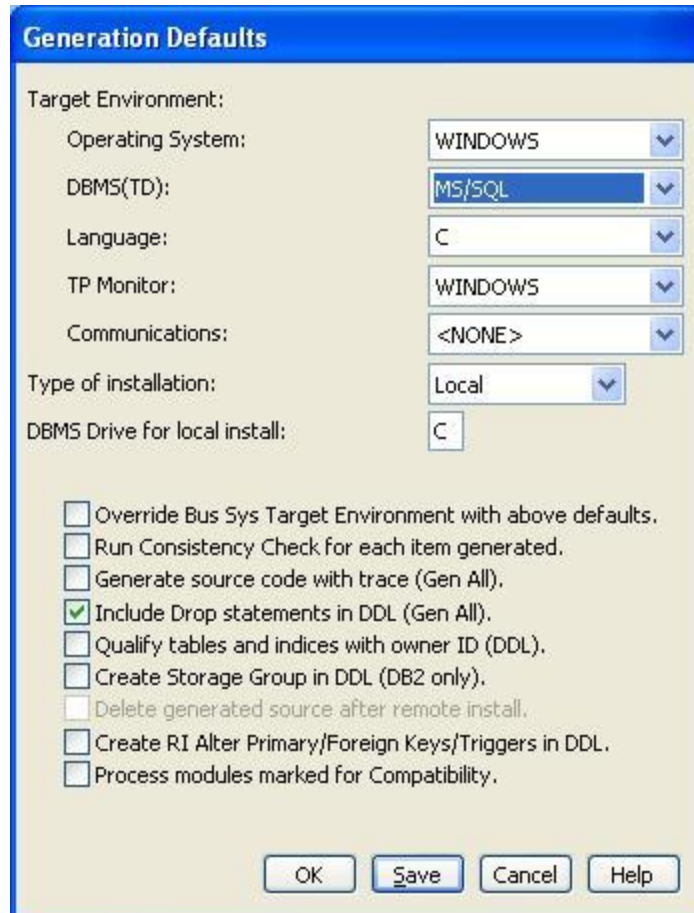 Generation Defaults
Target Environment:
Operating System: WINDOWS
DBMS(TD): MS/SQL
Language: C
TP Monitor: WINDOWS
Communications: <NONE>
Type of installation: Local
DBMS Drive for local install: C
Override Bus Sys Target Environment with above defaults.
Run Consistency Check for each item generated.
Generate source code with trace (Gen All).
Include Drop statements in DDL (Gen All).
Qualify tables and indices with owner ID (DDL).
Create Storage Group in DDL (DB2 only).
Delete generated source after remote install.
Create RI Alter Primary/Foreign Keys/Triggers in DDL.
Process modules marked for Compatibility.
OK Save Cancel Help